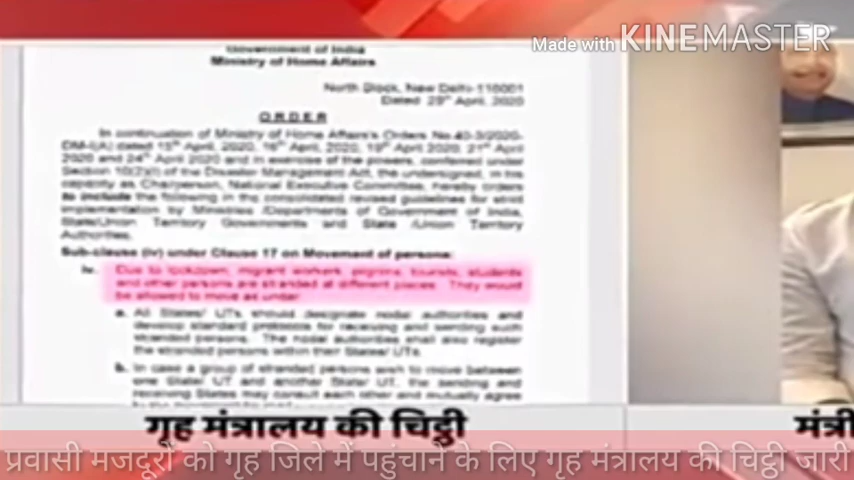 Made with KINEMASTER
Government of India
Ministry of Home Affairs
North Block, New Delhi-110001
Dated 29th April, 2020
ORDER
In continuation of Ministry of Home Affairs's Orders No.40-3/2020-
DM-I(A) dated 15th April, 2020, 16th April, 2020, 19th April 2020, 21st April
2020 and 24th April 2020 and in exercise of the powers, conferred under
Section 10(2)(l) of the Disaster Management Act, the undersigned, in his
capacity as Chairperson, National Executive Committee, hereby orders
to include the following in the consolidated revised guidelines for strict
implementation by Ministries /Departments of Government of India,
State/Union Territory Governments and State /Union Territory
Authorities.
Sub-clause (iv) under Clause 17 on Movement of persons:
iv. Due to lockdown, migrant workers, pilgrims, tourists, students
and other persons are stranded at different places. They would
be allowed to move as under:
a. All States/ UTs should designate nodal authorities and
develop standard protocols for receiving and sending such
stranded persons. The nodal authorities shall also register
the stranded persons within their States/ UTs.
b. In case a group of stranded persons wish to move between
one State/ UT and another State/ UT, the sending and
receiving States may consult each other and mutually agree
गृह मंत्रालय की चिट्ठी
मंत्री
प्रवासी मजदूरों को गृह जिले में पहुंचाने के लिए गृह मंत्रालय की चिट्ठी जारी